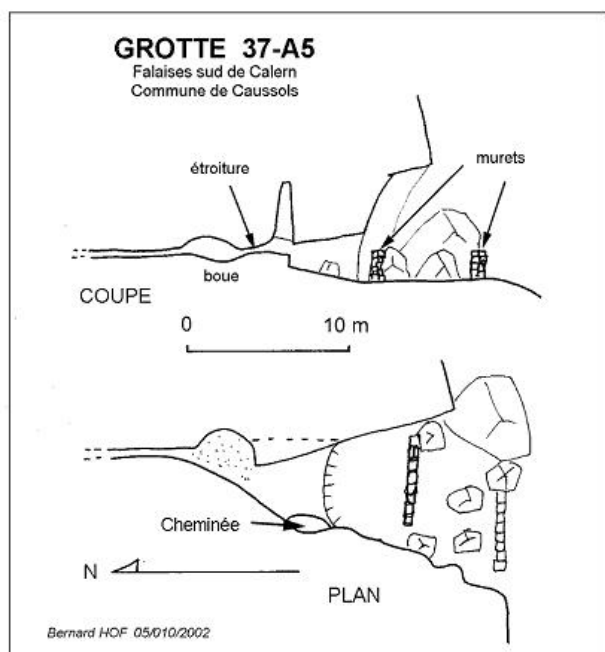 GROTTE 37-A5
Falaises sud de Calern
Commune de Caussols
étroiture
murets
boue
COUPE
0 10 m
Cheminée
N
PLAN
Bernard HOF 05/010/2002